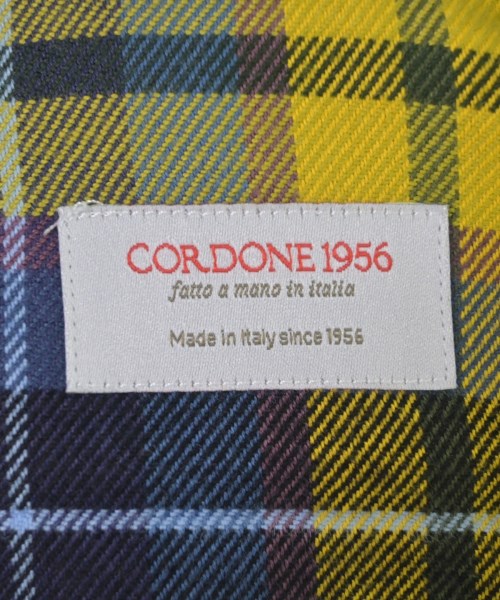 CORDONE 1956
fatto a mano in italia
Made in Italy since 1956